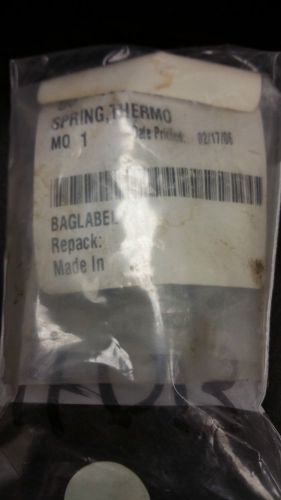 SPRING,THERMO
MO 1 Date Printed: 02/17/06
BAGLABEL
Repack:
Made In